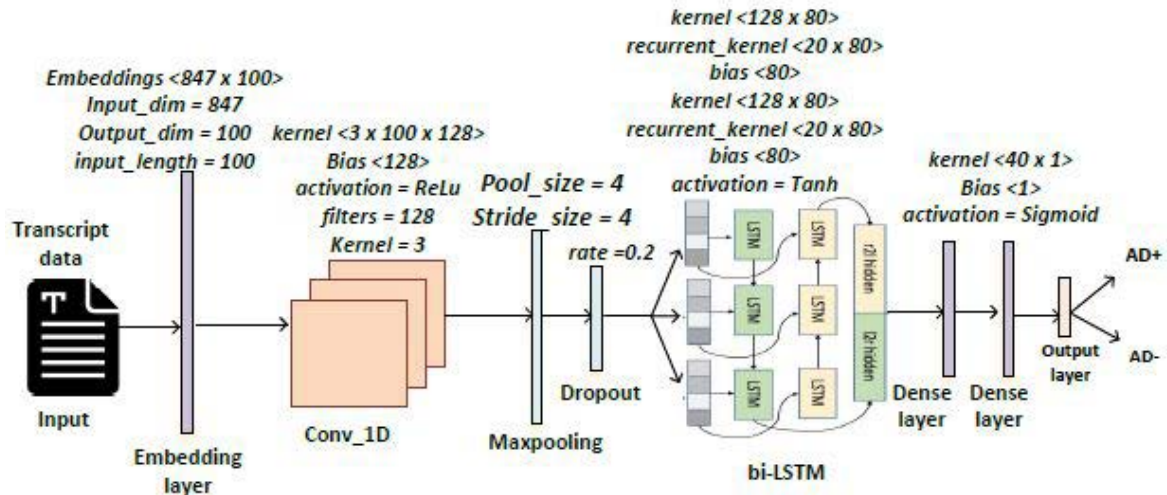 Embeddings <847 x 100>
Input_dim = 847
Output_dim = 100
input_length = 100
kernel <3 x 100 x 128>
Bias <128>
activation = ReLu
filters = 128
Kernel = 3
Pool_size = 4
Stride_size = 4
rate =0.2
kernel <128 x 80>
recurrent_kernel <20 x 80>
bias <80>
kernel <128 x 80>
recurrent_kernel <20 x 80>
bias <80>
activation = Tanh
kernel <40 x 1>
Bias <1>
activation = Sigmoid
Transcript
data
T
Input
Embedding
layer
Conv_1D
Maxpooling
Dropout
LSTM
LSTM
LSTM
LSTM
LSTM
LSTM
r2l hidden
l2r hidden
bi-LSTM
Dense
layer
Dense
layer
Output
layer
AD+
AD-